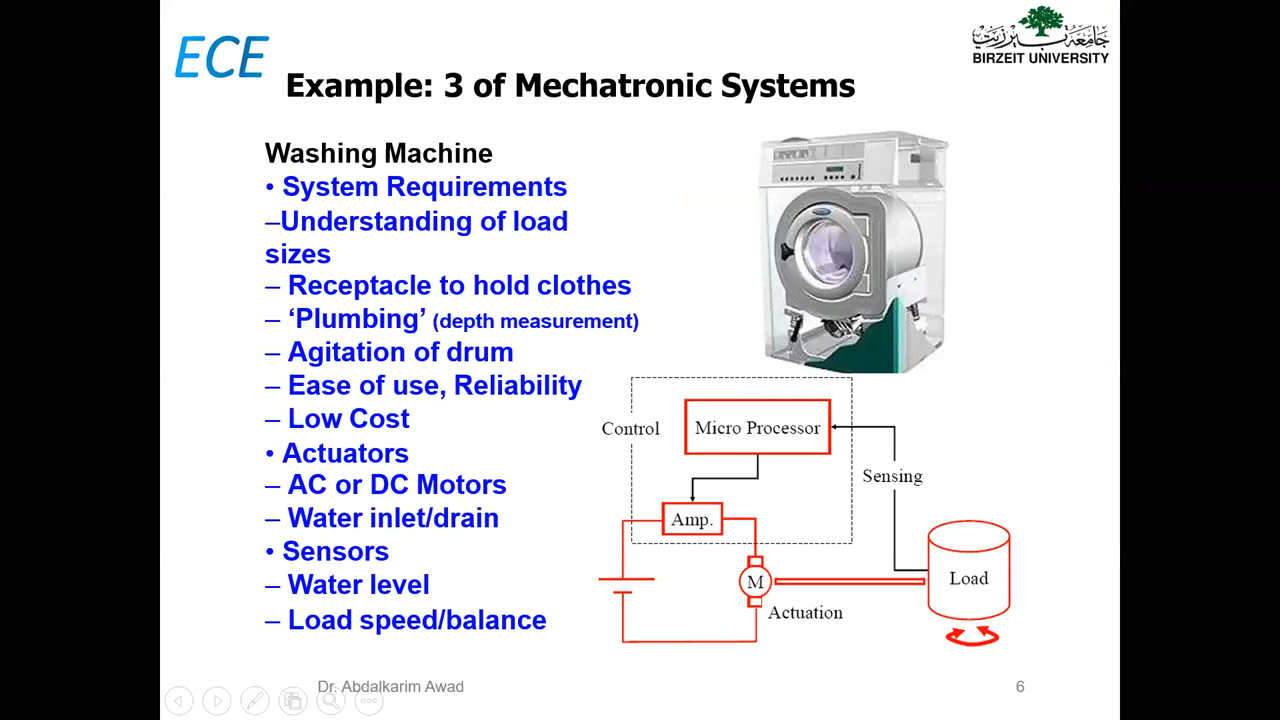 ECE
جامعة بيرزيت
BIRZEIT UNIVERSITY
Example: 3 of Mechatronic Systems
Washing Machine
• System Requirements
–Understanding of load
sizes
– Receptacle to hold clothes
– ‘Plumbing’ (depth measurement)
– Agitation of drum
– Ease of use, Reliability
– Low Cost
• Actuators
– AC or DC Motors
– Water inlet/drain
• Sensors
– Water level
– Load speed/balance
Control
Micro Processor
Sensing
Amp.
M
Load
Actuation
Dr. Abdalkarim Awad
6